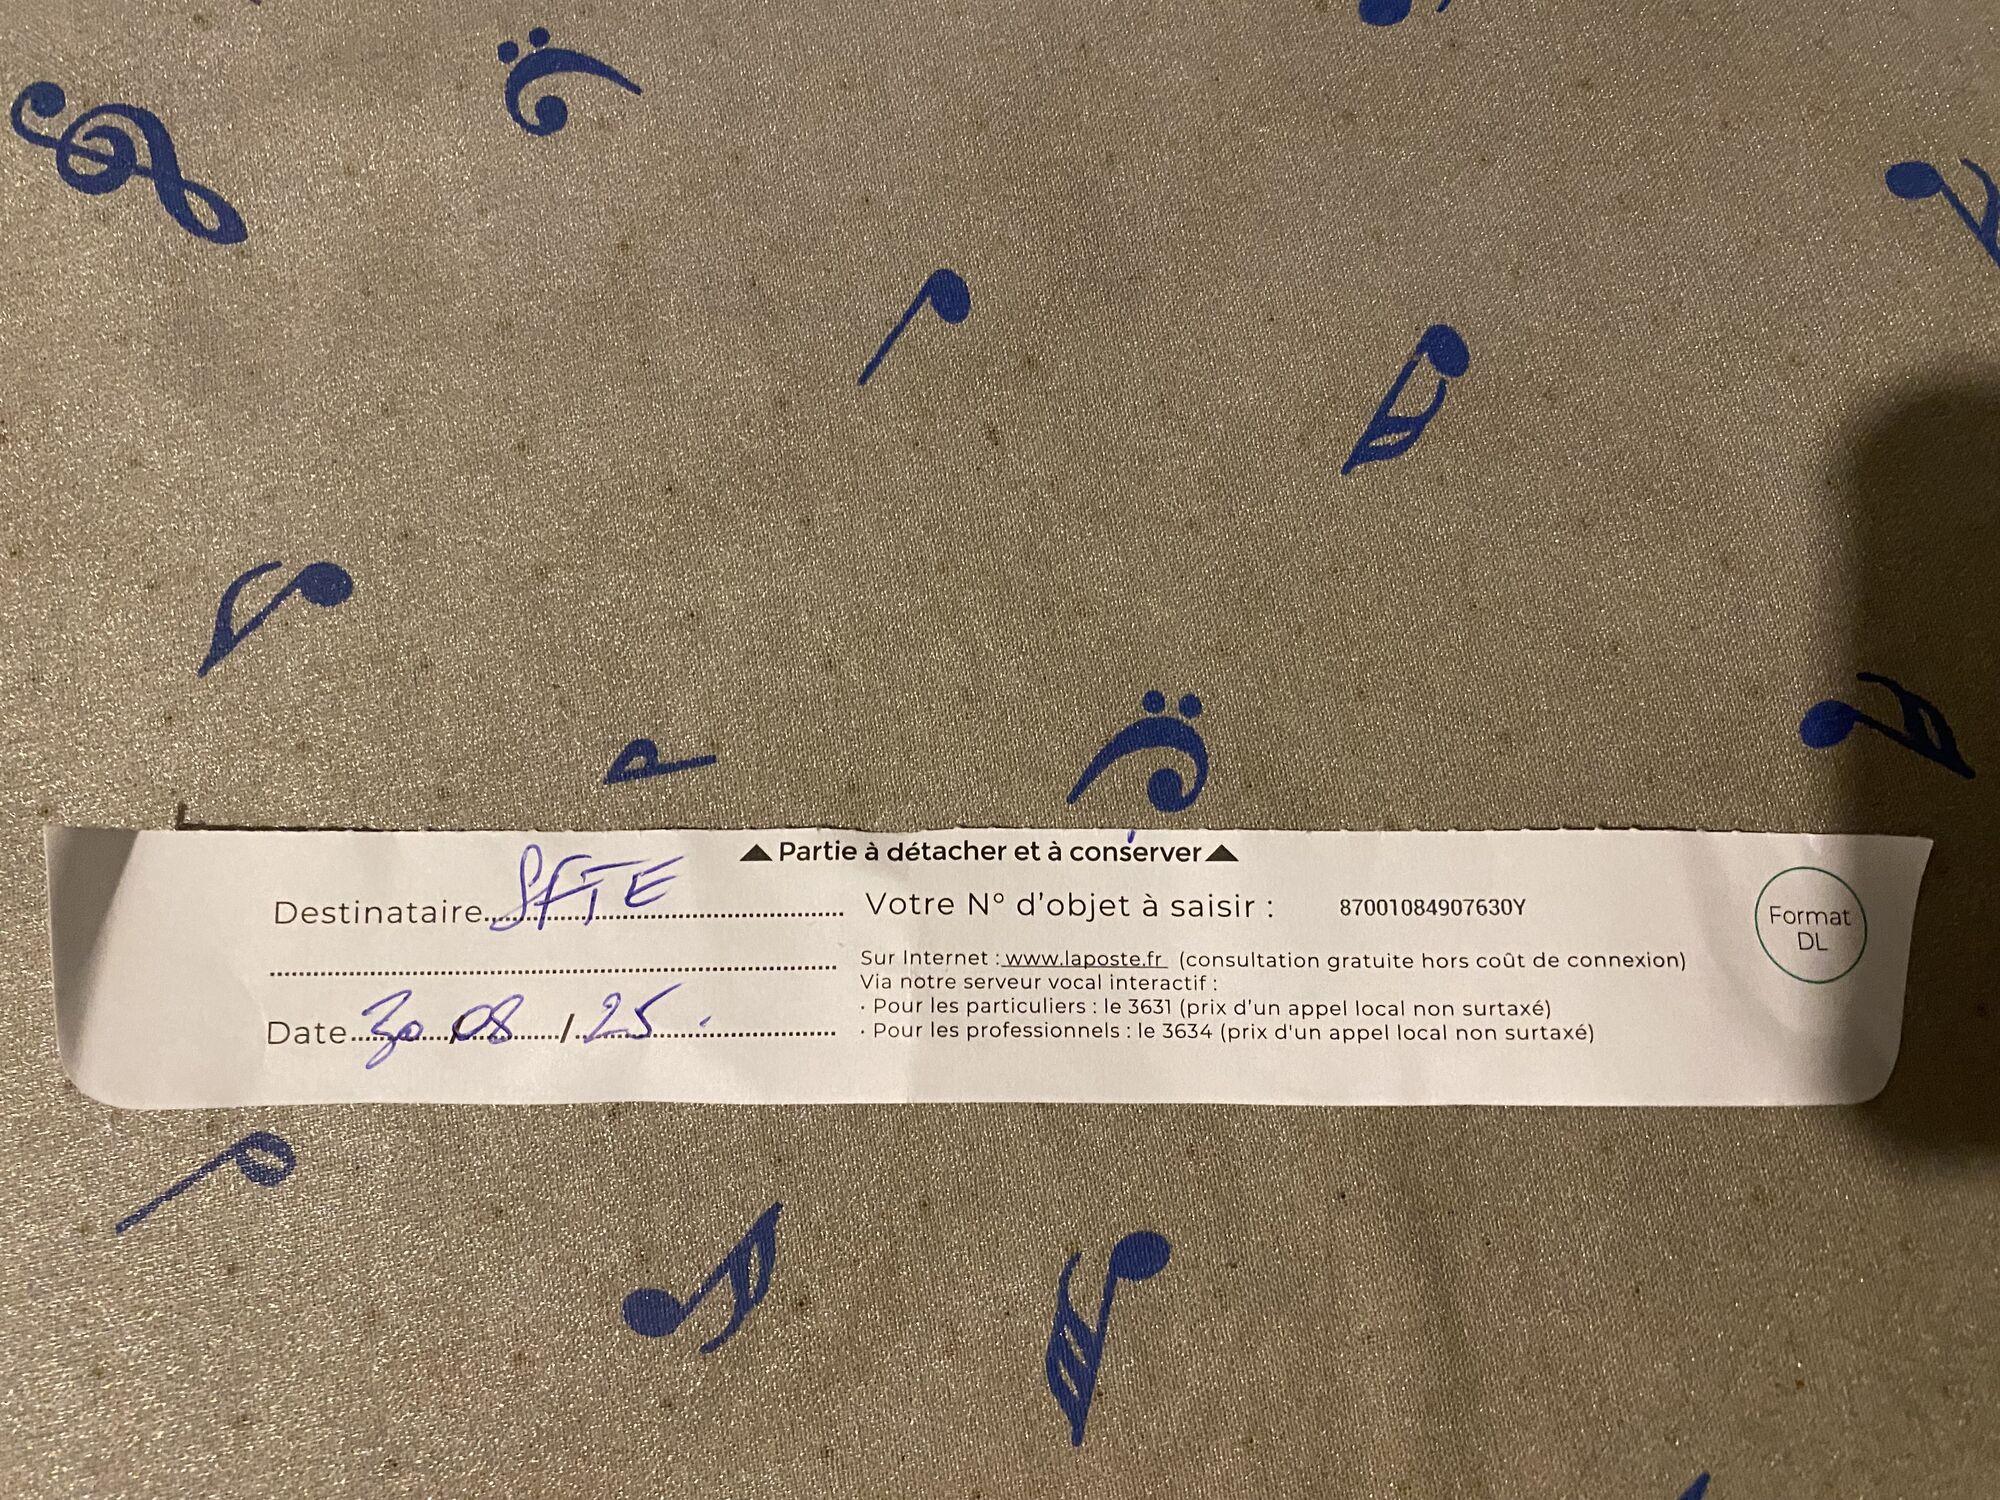 ▲ Partie à détacher et à conserver ▲
Destinataire SFTE
Votre N° d'objet à saisir : 87001084907630Y
Sur Internet : www.laposte.fr (consultation gratuite hors coût de connexion)
Via notre serveur vocal interactif :
· Pour les particuliers : le 3631 (prix d'un appel local non surtaxé)
· Pour les professionnels : le 3634 (prix d'un appel local non surtaxé)
Date 30/08/25
Format
DL